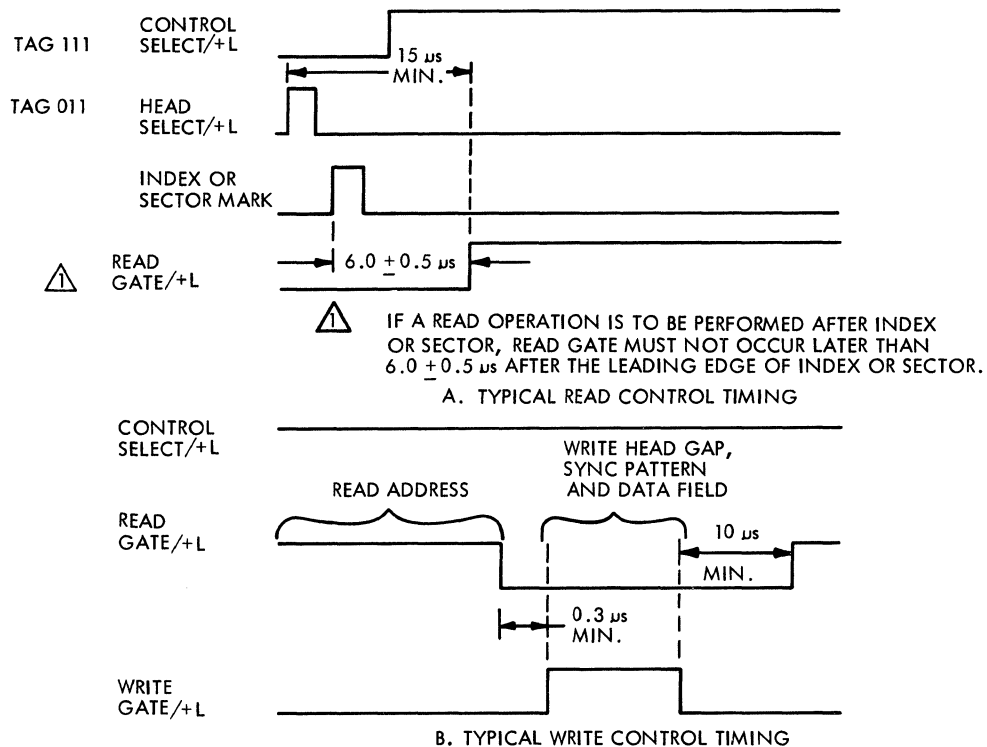 CONTROL
TAG 111 SELECT/+L
15 µs
MIN.
TAG 011 HEAD
SELECT/+L
INDEX OR
SECTOR MARK
READ
1 GATE/+L
6.0 ± 0.5 µs
1 IF A READ OPERATION IS TO BE PERFORMED AFTER INDEX
OR SECTOR, READ GATE MUST NOT OCCUR LATER THAN
6.0 ± 0.5 µs AFTER THE LEADING EDGE OF INDEX OR SECTOR.
A. TYPICAL READ CONTROL TIMING
CONTROL
SELECT/+L
WRITE HEAD GAP,
SYNC PATTERN
AND DATA FIELD
READ ADDRESS
READ
GATE/+L
10 µs
MIN.
0.3 µs
MIN.
WRITE
GATE/+L
B. TYPICAL WRITE CONTROL TIMING